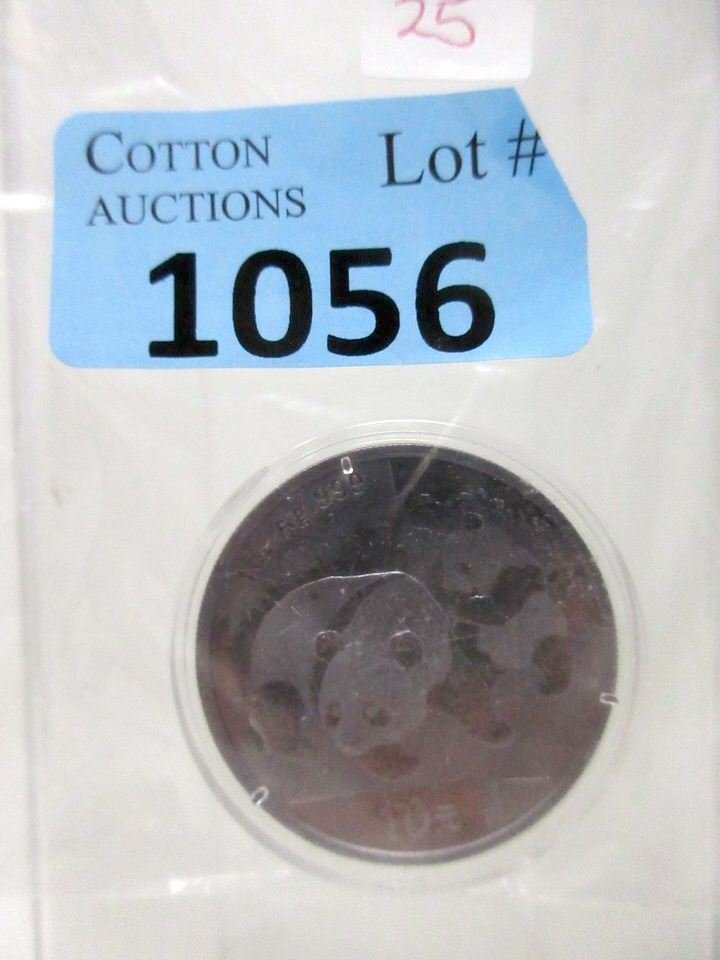 25
COTTON
AUCTIONS
Lot #
1056
1oz Ag .999
10元